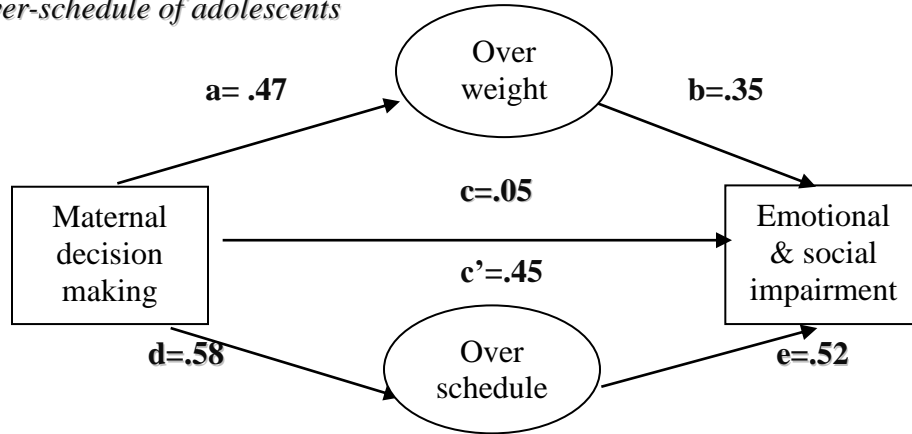 ver-schedule of adolescents
Over
weight
a= .47
b=.35
c=.05
Maternal
decision
making
Emotional
& social
impairment
c’=.45
d=.58
Over
schedule
e=.52